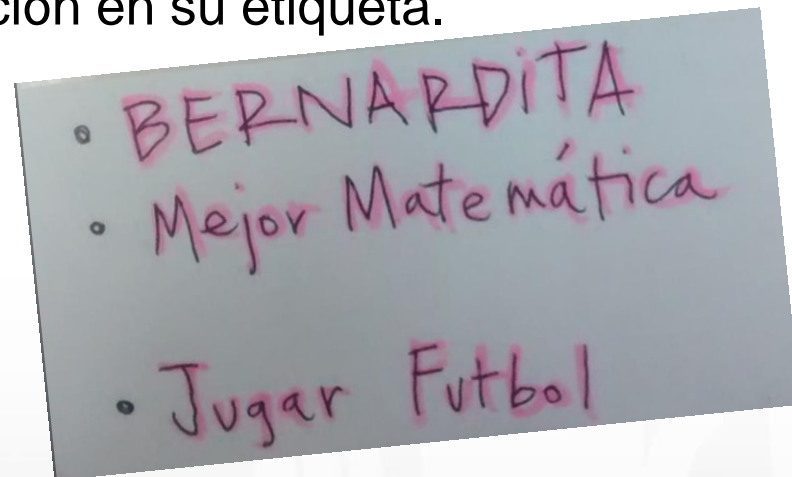 ción en su etiqueta.
• BERNARDiTA
• Mejor Matemática
• Jugar Futbol